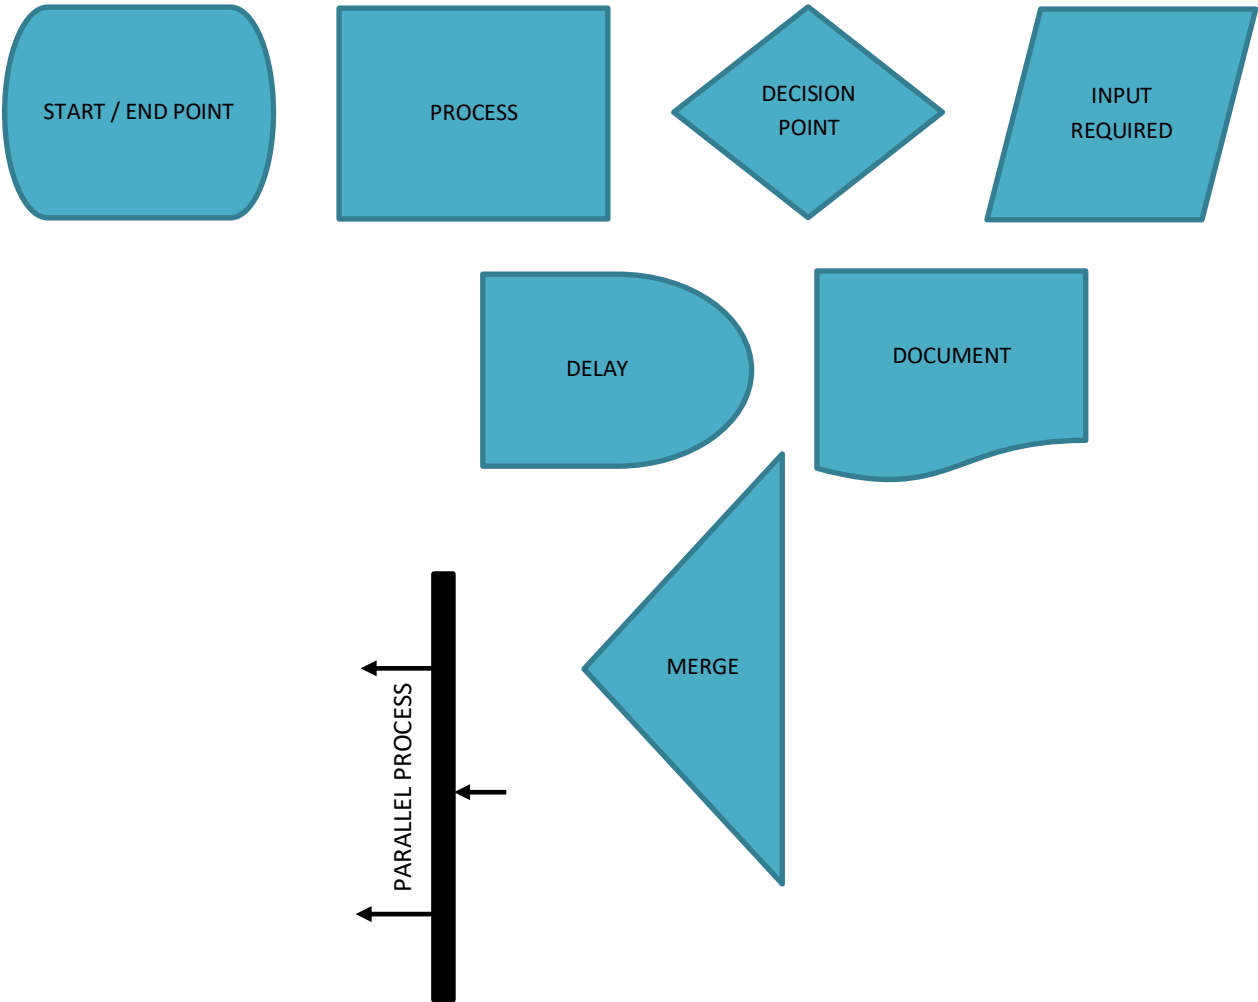 START / END POINT
PROCESS
DECISION
POINT
INPUT
REQUIRED
DELAY
DOCUMENT
MERGE
PARALLEL PROCESS